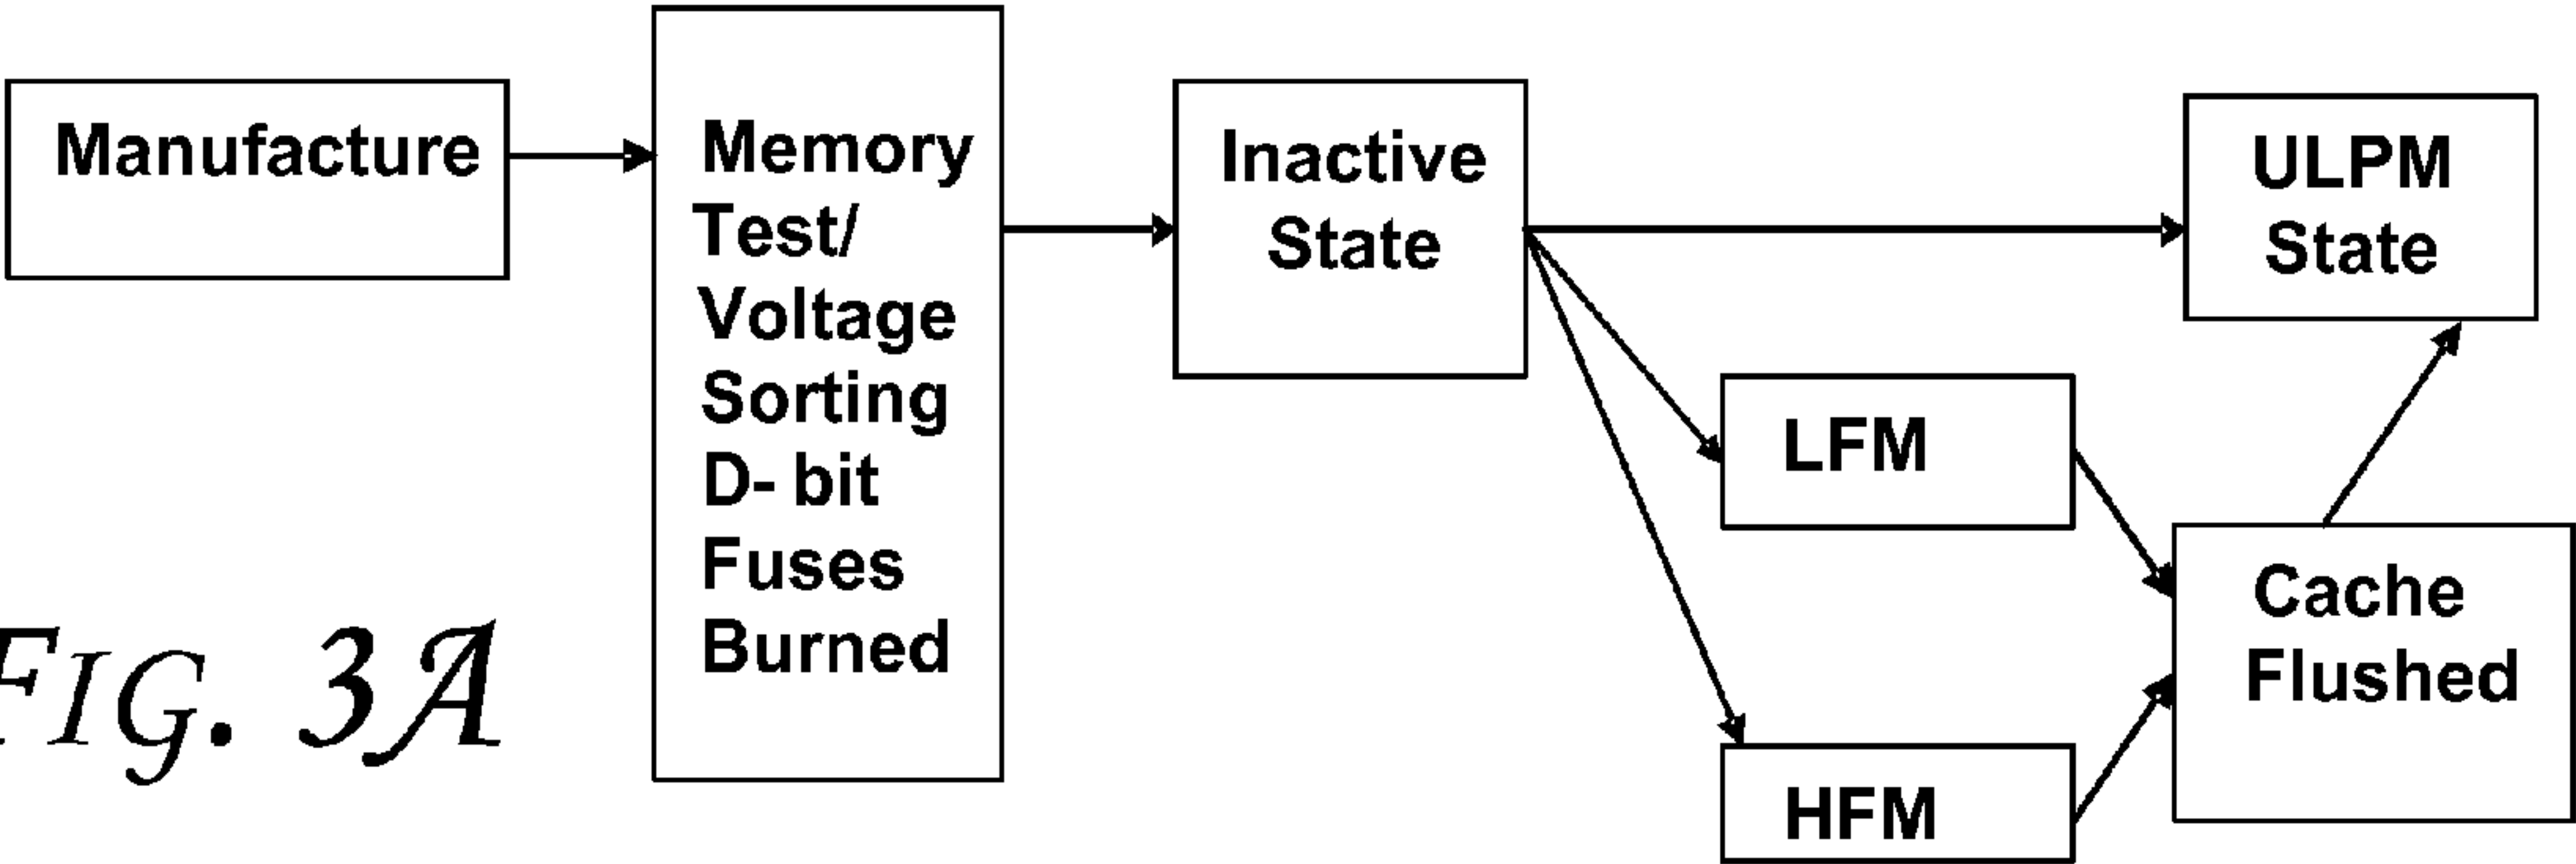 Manufacture
Memory
Test/
Voltage
Sorting
D- bit
Fuses
Burned
Inactive
State
ULPM
State
LFM
HFM
Cache
Flushed
FIG. 3A